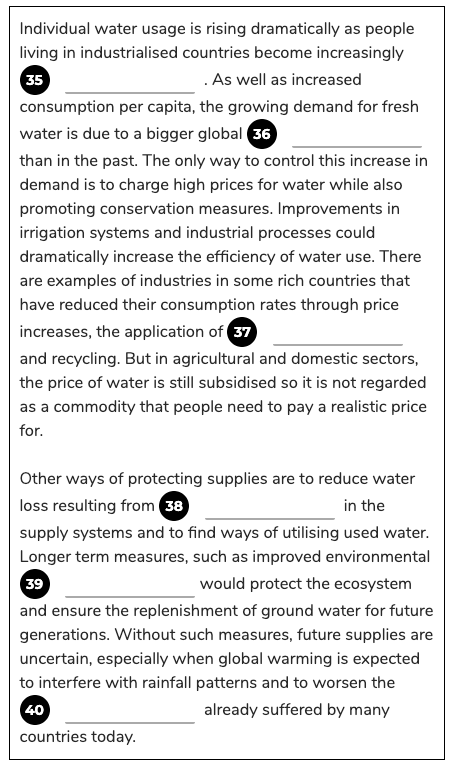 Individual water usage is rising dramatically as people
living in industrialised countries become increasingly
35 . As well as increased
consumption per capita, the growing demand for fresh
water is due to a bigger global 36
than in the past. The only way to control this increase in
demand is to charge high prices for water while also
promoting conservation measures. Improvements in
irrigation systems and industrial processes could
dramatically increase the efficiency of water use. There
are examples of industries in some rich countries that
have reduced their consumption rates through price
increases, the application of 37
and recycling. But in agricultural and domestic sectors,
the price of water is still subsidised so it is not regarded
as a commodity that people need to pay a realistic price
for.
Other ways of protecting supplies are to reduce water
loss resulting from 38 in the
supply systems and to find ways of utilising used water.
Longer term measures, such as improved environmental
39 would protect the ecosystem
and ensure the replenishment of ground water for future
generations. Without such measures, future supplies are
uncertain, especially when global warming is expected
to interfere with rainfall patterns and to worsen the
40 already suffered by many
countries today.